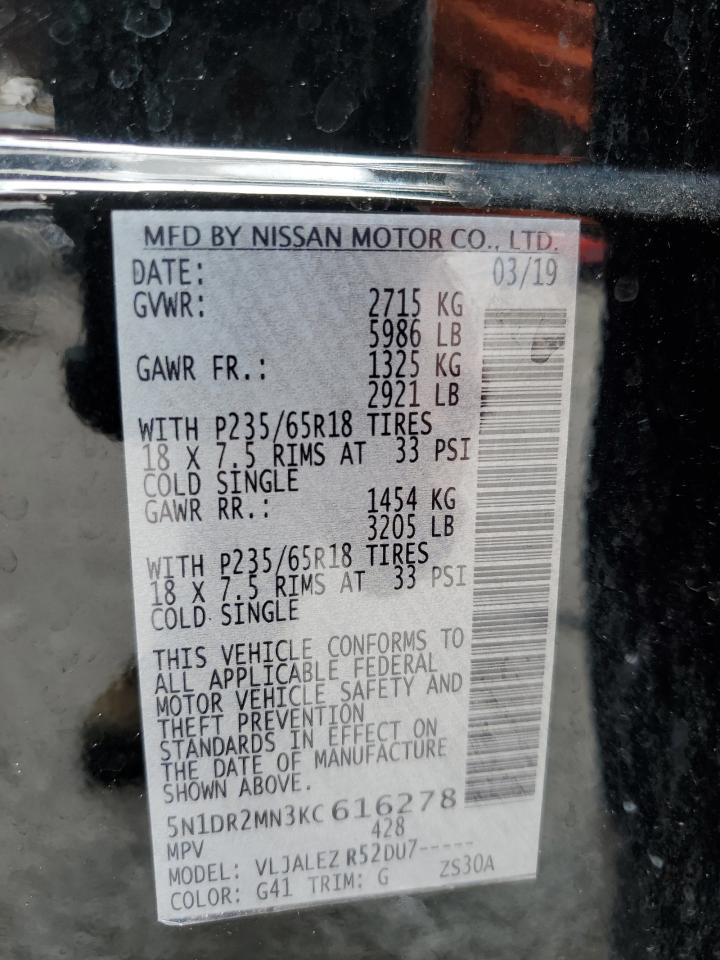 MFD BY NISSAN MOTOR CO., LTD.
DATE: 03/19
GVWR: 2715 KG
5986 LB
GAWR FR.: 1325 KG
2921 LB
WITH P235/65R18 TIRES
18 X 7.5 RIMS AT 33 PSI
COLD SINGLE
GAWR RR.: 1454 KG
3205 LB
WITH P235/65R18 TIRES
18 X 7.5 RIMS AT 33 PSI
COLD SINGLE
THIS VEHICLE CONFORMS TO
ALL APPLICABLE FEDERAL
MOTOR VEHICLE SAFETY AND
THEFT PREVENTION
STANDARDS IN EFFECT ON
THE DATE OF MANUFACTURE
SHOWN ABOVE.
5N1DR2MN3KC616278
MPV 428
MODEL: VLJALEZ R52DU7-----
COLOR: G41 TRIM: G ZS30A